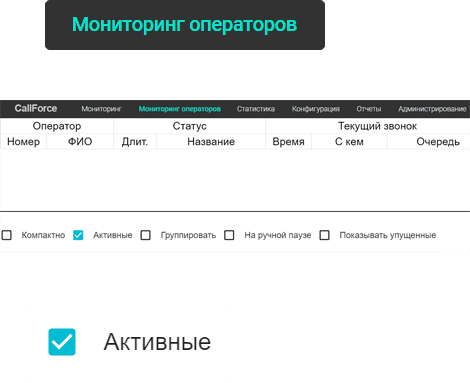 Мониторинг операторов
CallForce Мониторинг Мониторинг операторов Статистика Конфигурация Отчеты Администрирование
Оператор Статус Текущий звонок
Номер ФИО Длит. Название Время С кем Очередь
Компактно Активные Группировать На ручной паузе Показывать упущенные
Активные